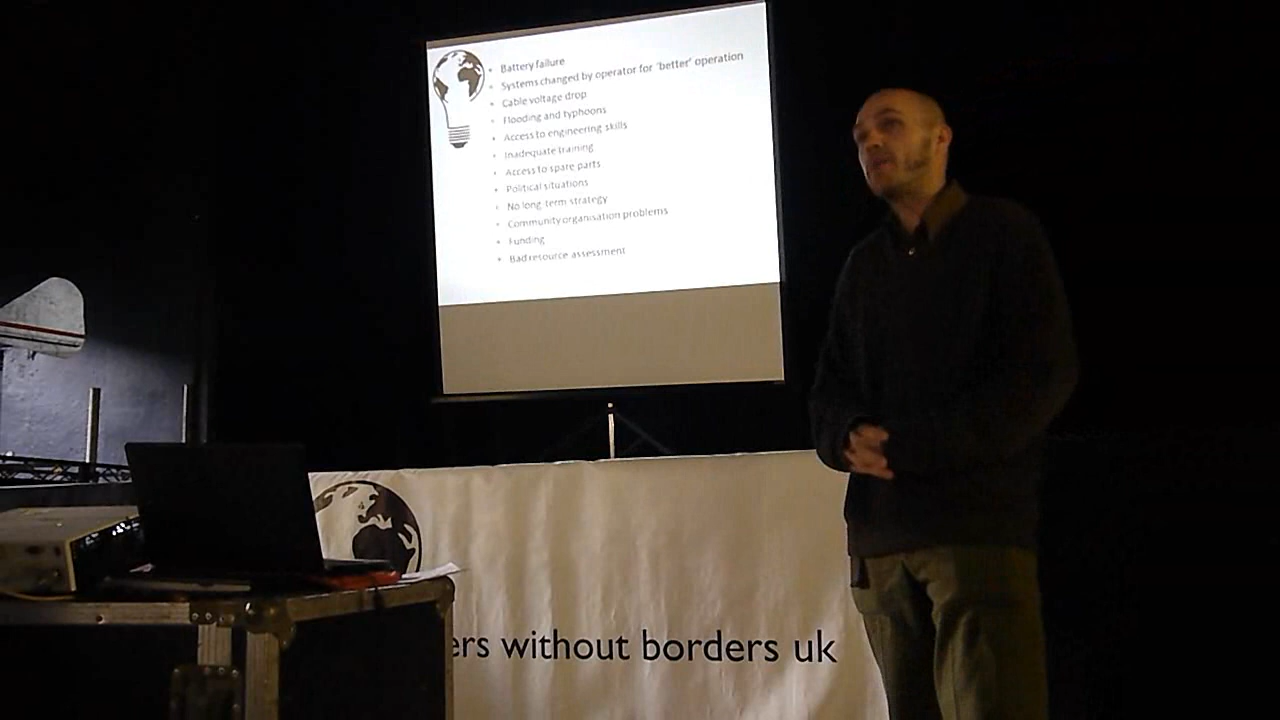 Battery failure
Systems changed by operator for 'better' operation
Cable voltage drop
Flooding and typhoons
Access to engineering skills
Inadequate training
Access to spare parts
Political situations
No long-term strategy
Community organisation problems
Funding
Bad resource assessment
ers without borders uk